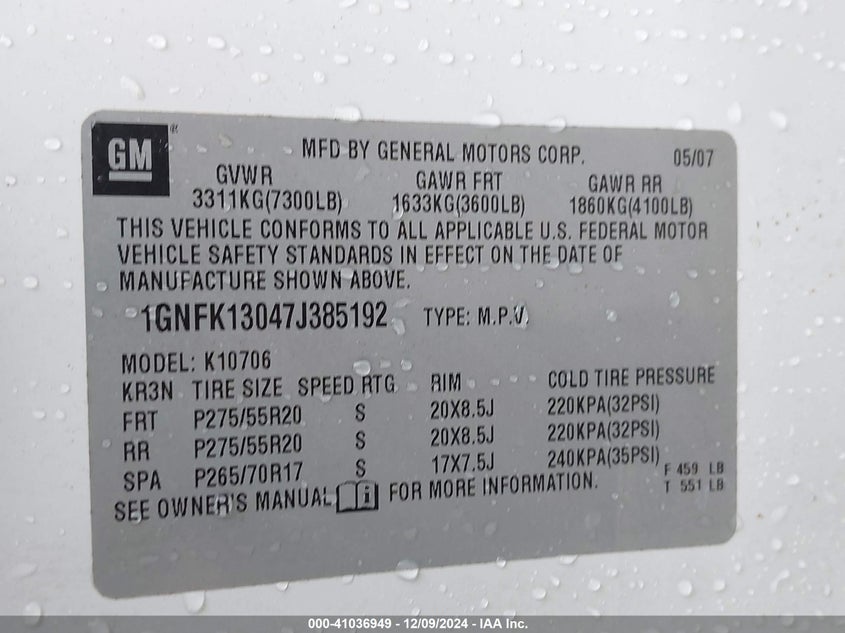 GM ®
MFD BY GENERAL MOTORS CORP. 05/07
GVWR GAWR FRT GAWR RR
3311KG(7300LB) 1633KG(3600LB) 1860KG(4100LB)
THIS VEHICLE CONFORMS TO ALL APPLICABLE U.S. FEDERAL MOTOR
VEHICLE SAFETY STANDARDS IN EFFECT ON THE DATE OF
MANUFACTURE SHOWN ABOVE.
1GNFK13047J385192 TYPE: M.P.V.
MODEL: K10706
KR3N TIRE SIZE SPEED RTG RIM COLD TIRE PRESSURE
FRT P275/55R20 S 20X8.5J 220KPA(32PSI)
RR P275/55R20 S 20X8.5J 220KPA(32PSI)
SPA P265/70R17 S 17X7.5J 240KPA(35PSI)
F 459 LB
T 551 LB
SEE OWNER'S MANUAL FOR MORE INFORMATION.
000-41036949 - 12/09/2024 - IAA Inc.